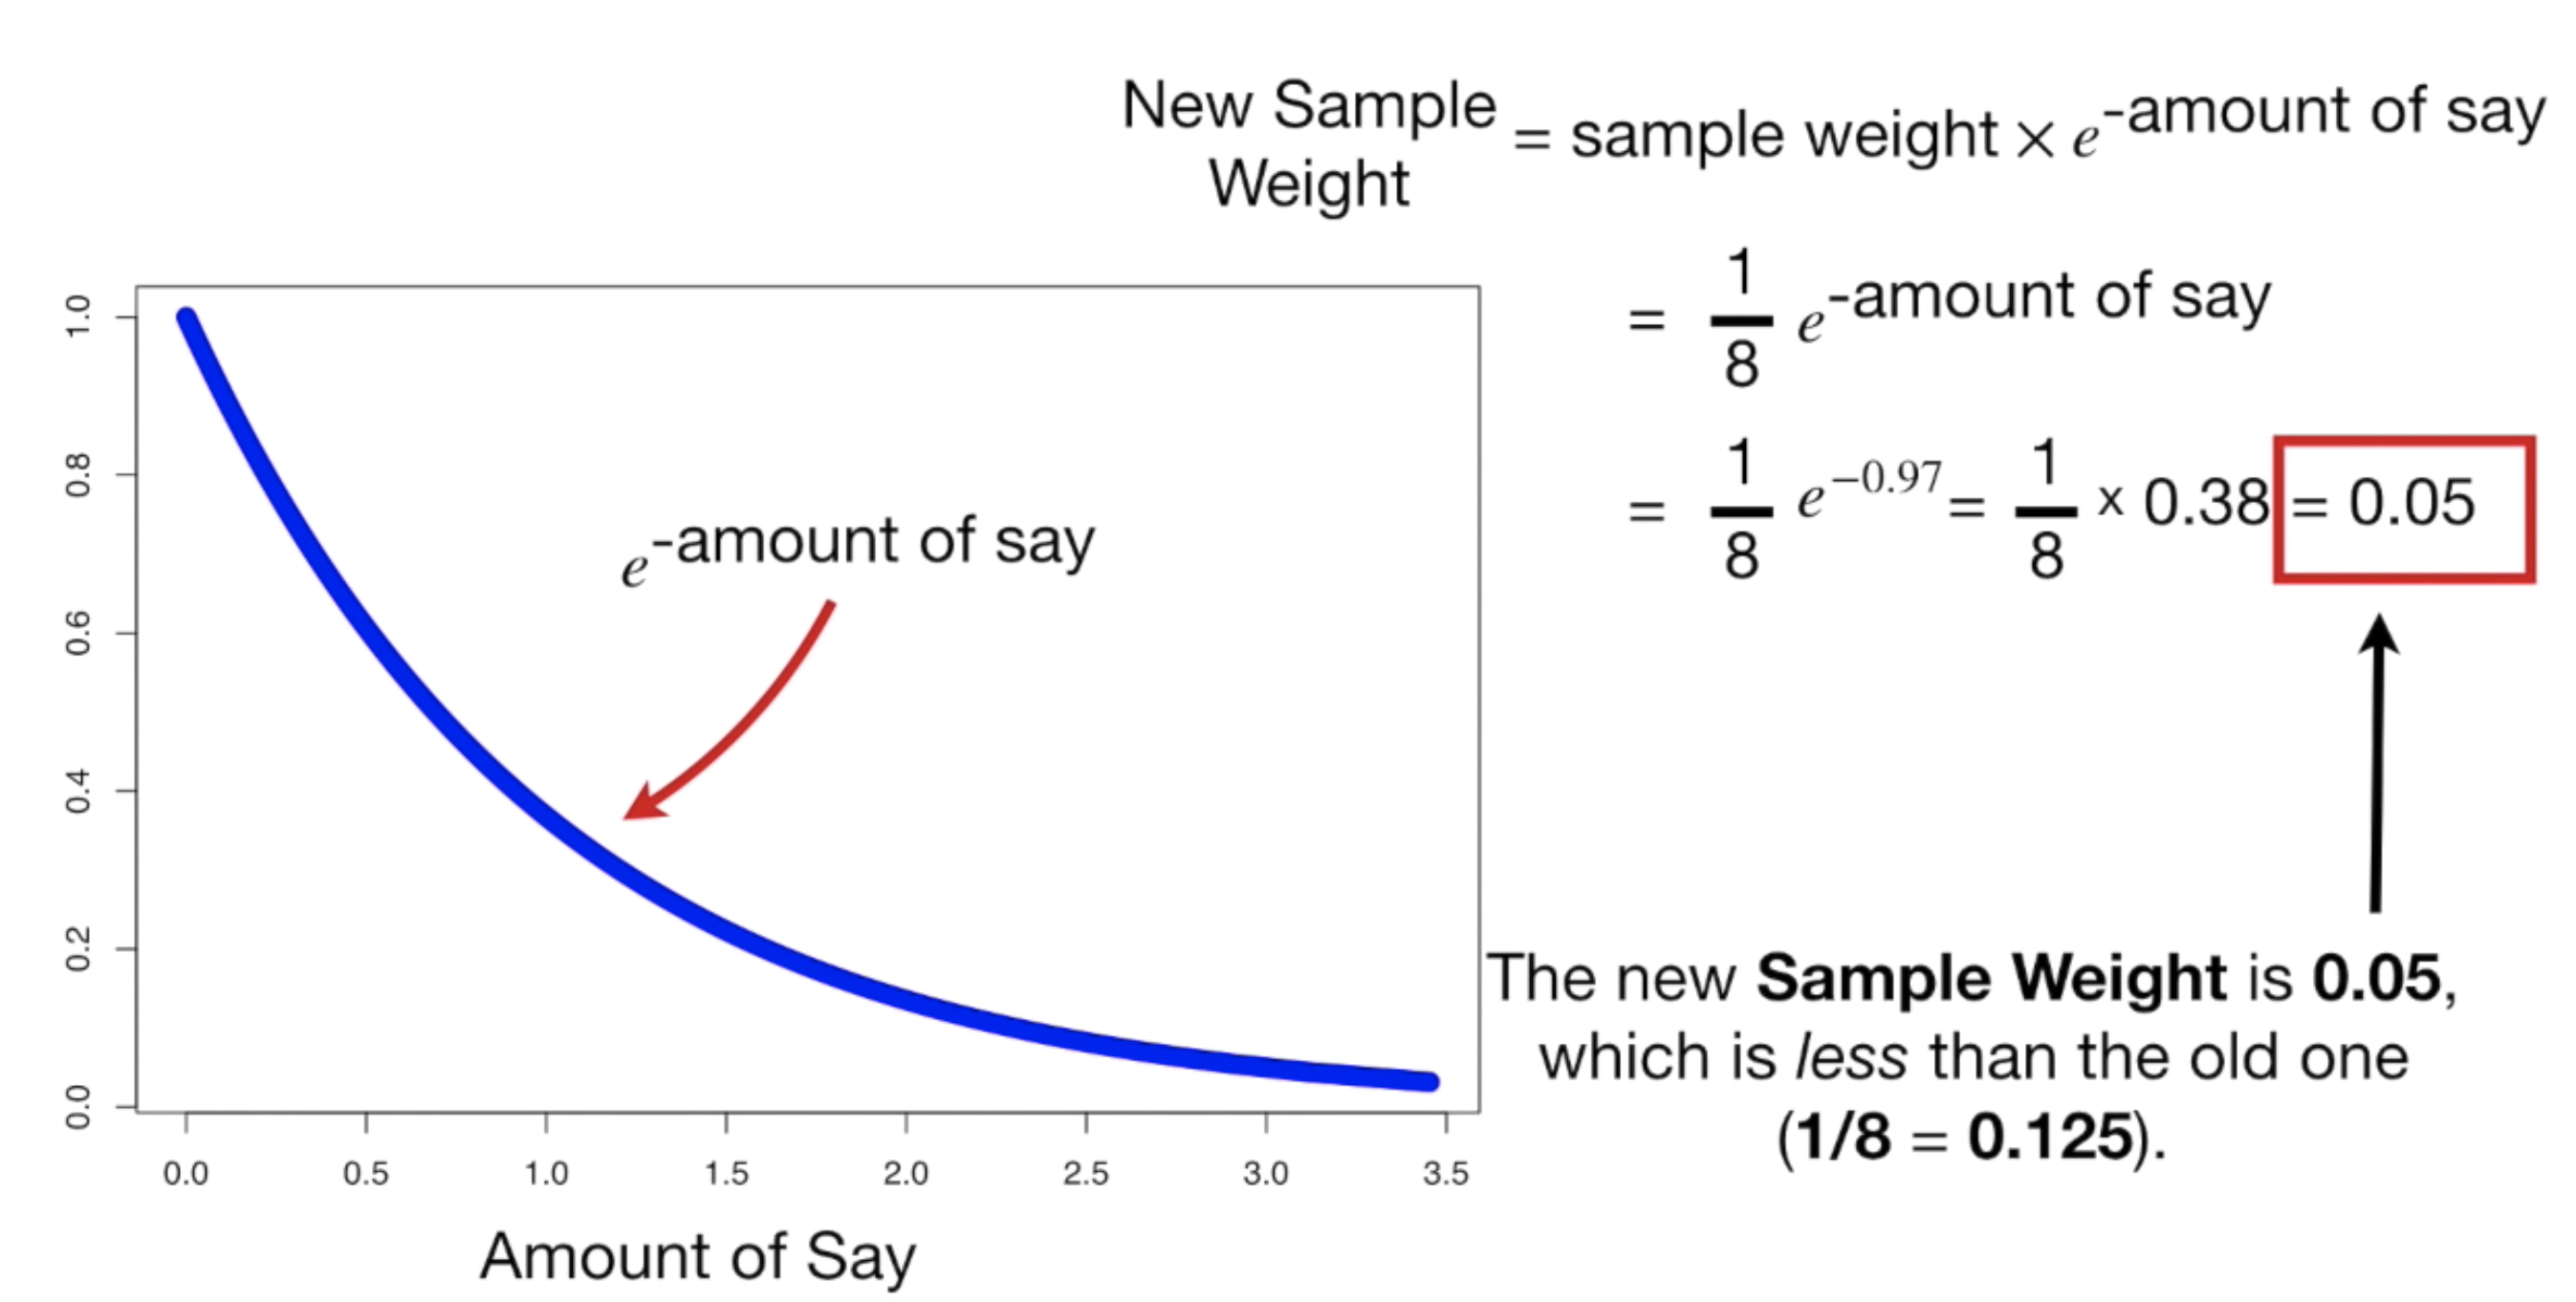 New Sample
Weight
= sample weight × e^-amount of say
= 1/8 e^-amount of say
= 1/8 e^−0.97 = 1/8 x 0.38 = 0.05
e^-amount of say
1.0
0.8
0.6
0.4
0.2
0.0
0.0 0.5 1.0 1.5 2.0 2.5 3.0 3.5
Amount of Say
The new Sample Weight is 0.05,
which is less than the old one
(1/8 = 0.125).